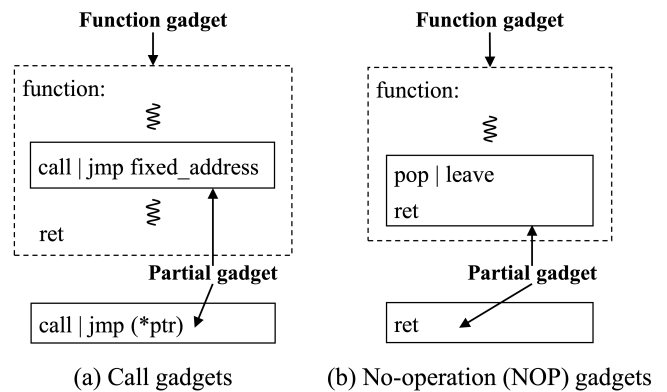 Function gadget
function:
call | jmp fixed_address
ret
Partial gadget
call | jmp (*ptr)
(a) Call gadgets
Function gadget
function:
pop | leave
ret
Partial gadget
ret
(b) No-operation (NOP) gadgets